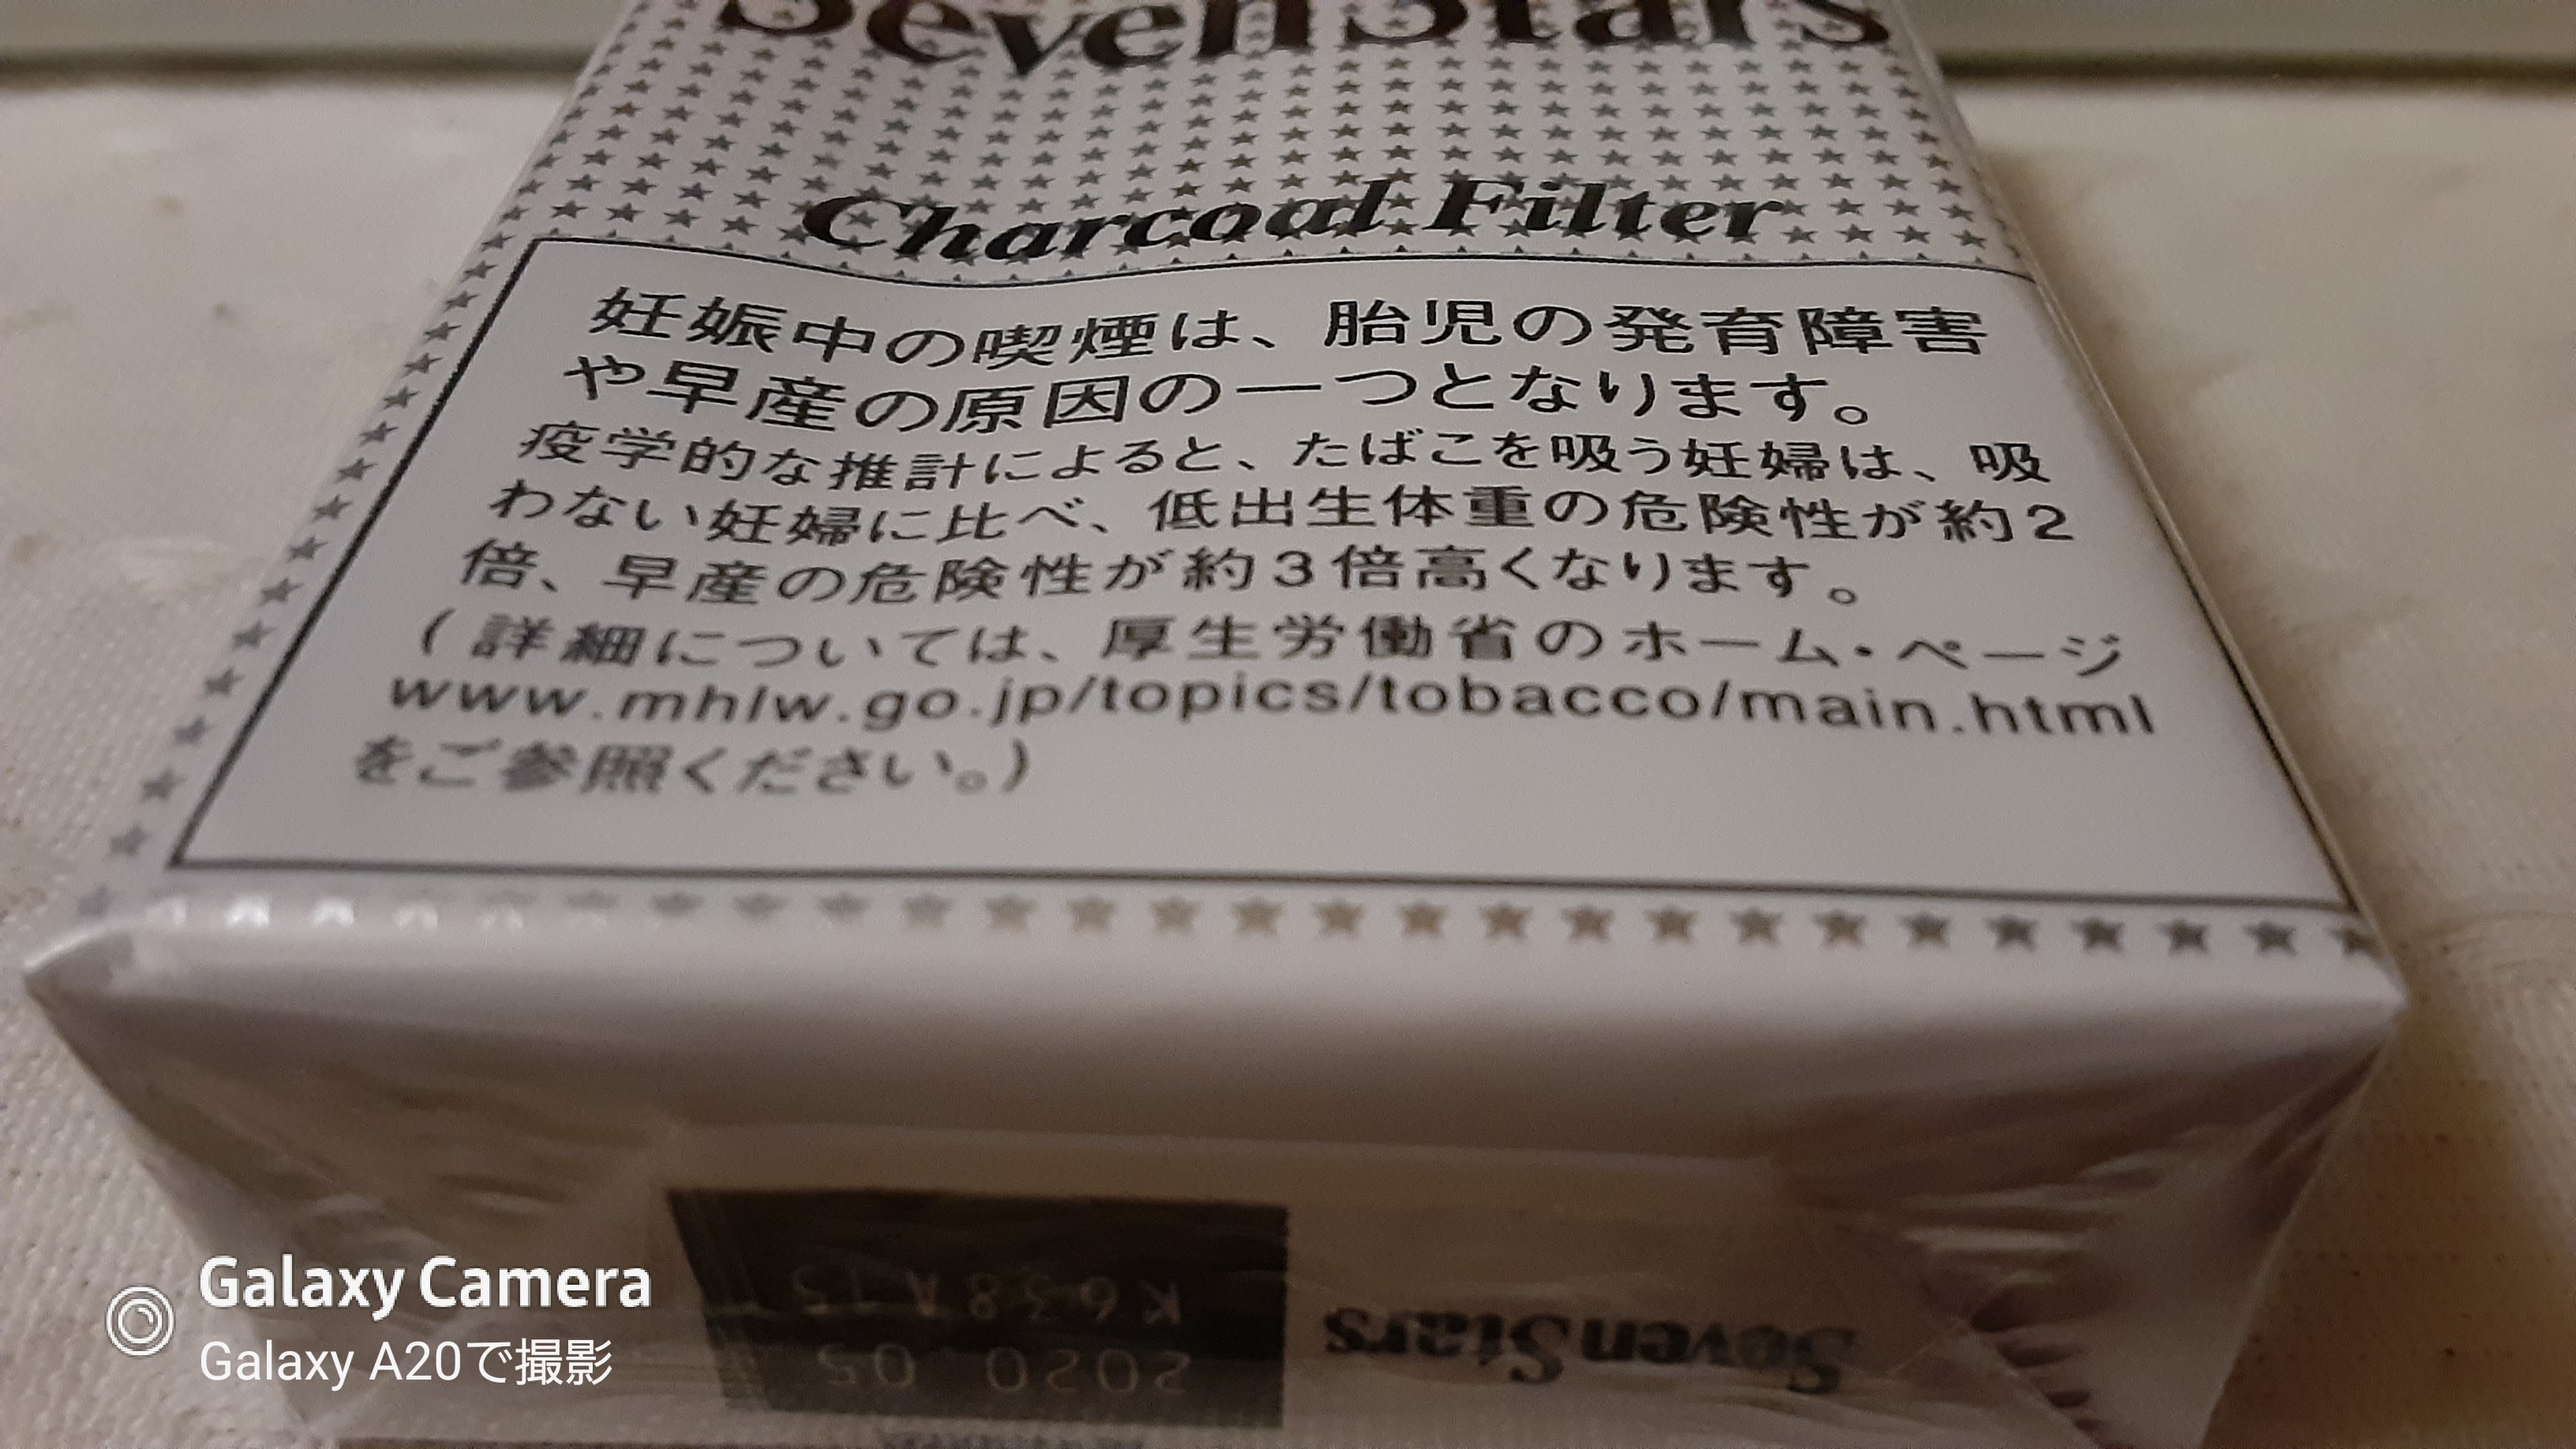 SevenStars
Charcoal Filter
妊娠中の喫煙は、胎児の発育障害
や早産の原因の一つとなります。
疫学的な推計によると、たばこを吸う妊婦は、吸
わない妊婦に比べ、低出生体重の危険性が約2
倍、早産の危険性が約3倍高くなります。
(詳細については、厚生労働省のホーム・ページ
www.mhlw.go.jp/topics/tobacco/main.html
をご参照ください。)
SevenStars
2020 05
Galaxy Camera
Galaxy A20で撮影